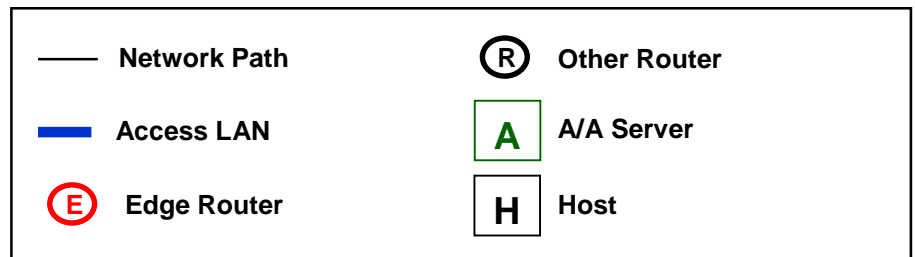 Network Path
R Other Router
Access LAN
A A/A Server
E Edge Router
H Host